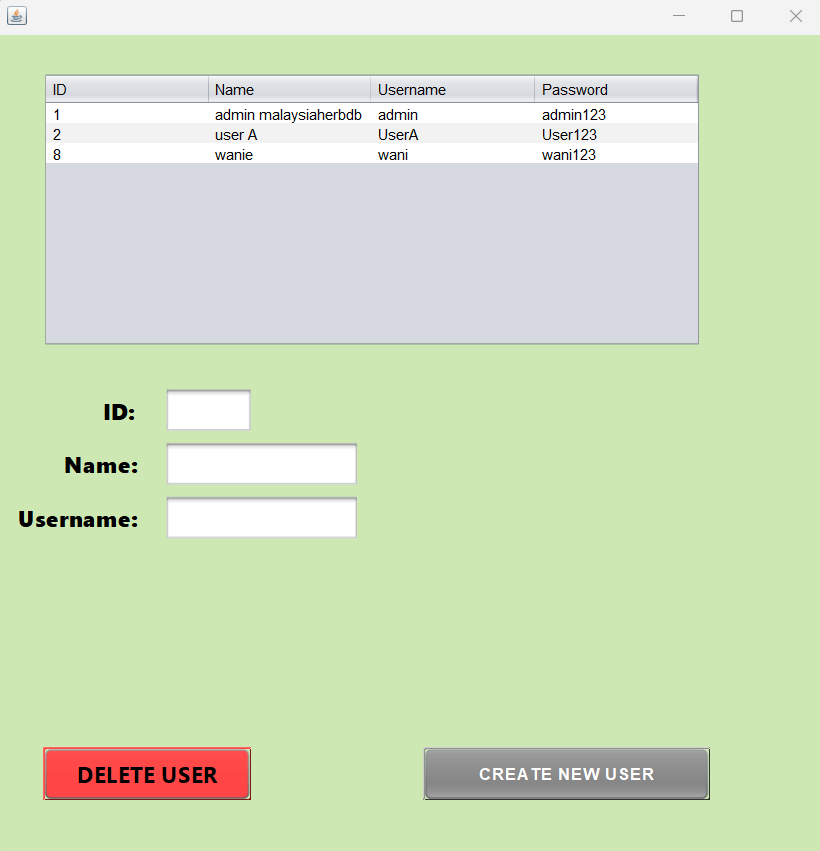 ID Name Username Password
1 admin malaysiaherbdb admin admin123
2 user A UserA User123
8 wanie wani wani123
ID:
Name:
Username:
DELETE USER CREATE NEW USER